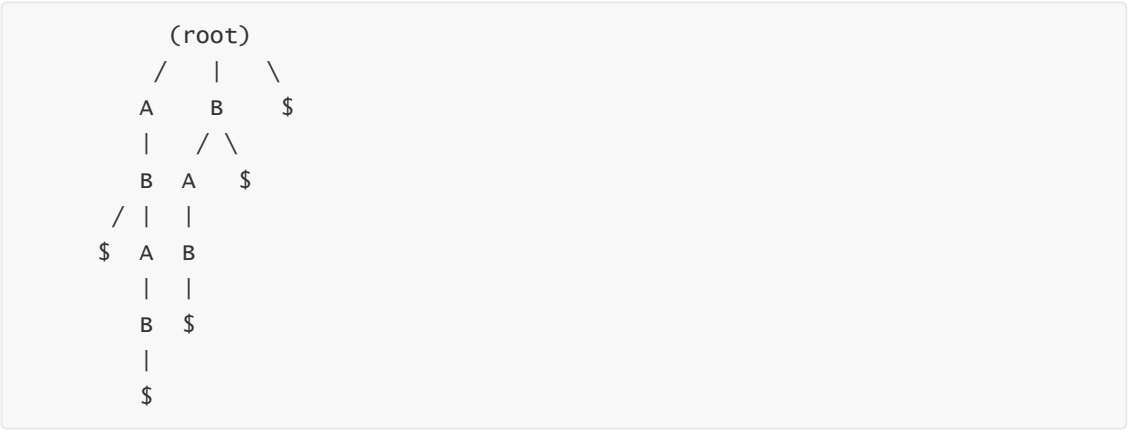 (root)
/ | \
A B $
| / \
B A $
/ | |
$ A B
| |
B $
|
$